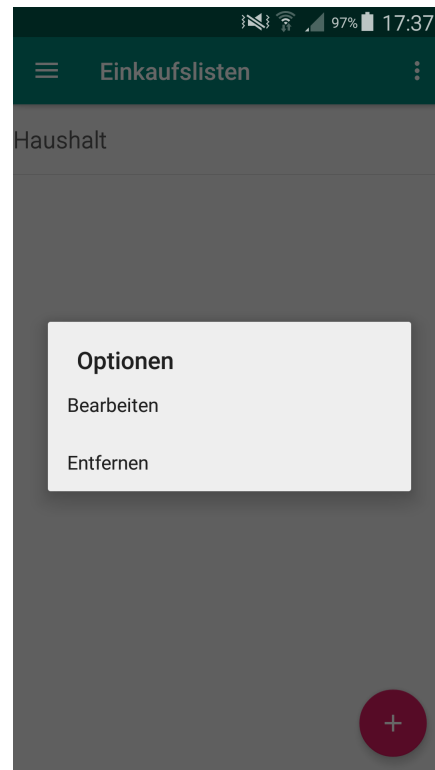 97% 17:37
Einkaufslisten
Haushalt
Optionen
Bearbeiten
Entfernen
+